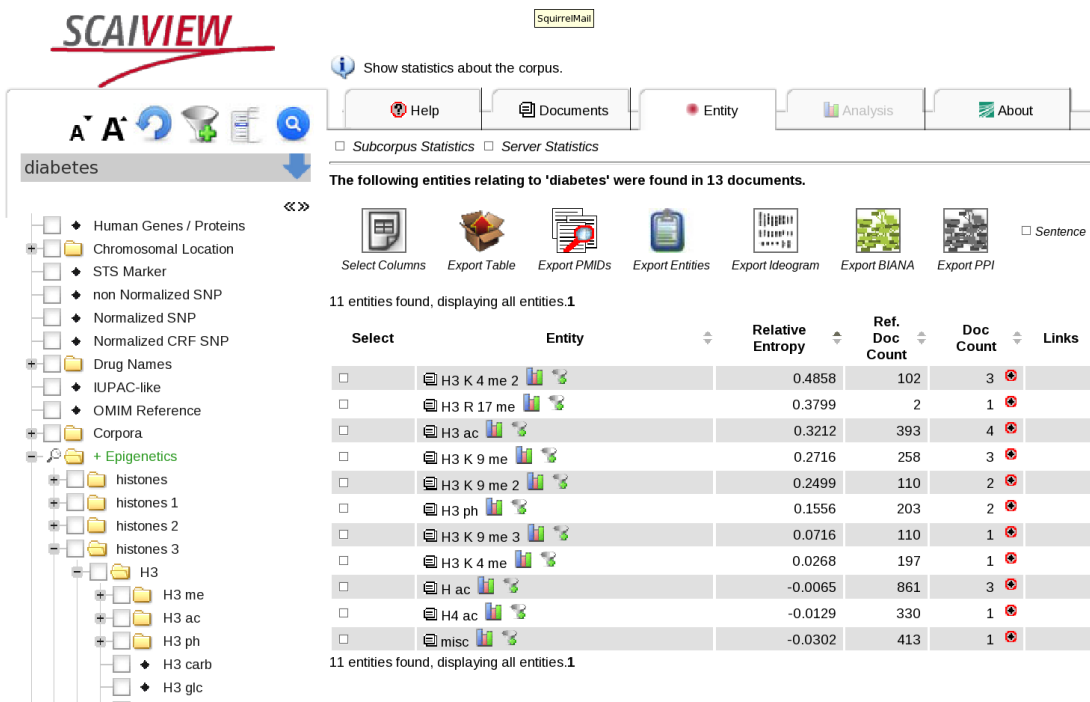 SquirrelMail
SCAIVIEW
Show statistics about the corpus.
A A
Help Documents Entity Analysis About
diabetes
Subcorpus Statistics Server Statistics
The following entities relating to 'diabetes' were found in 13 documents.
«»
Select Columns Export Table Export PMIDs Export Entities Export Ideogram Export BIANA Export PPI Sentence
Human Genes / Proteins
Chromosomal Location
STS Marker
non Normalized SNP
Normalized SNP
Normalized CRF SNP
Drug Names
IUPAC-like
OMIM Reference
Corpora
+ Epigenetics
histones
histones 1
histones 2
histones 3
H3
H3 me
H3 ac
H3 ph
H3 carb
H3 glc
11 entities found, displaying all entities.1
Select Entity Relative Entropy Ref. Doc Count Doc Count Links
H3 K 4 me 2 0.4858 102 3
H3 R 17 me 0.3799 2 1
H3 ac 0.3212 393 4
H3 K 9 me 0.2716 258 3
H3 K 9 me 2 0.2499 110 2
H3 ph 0.1556 203 2
H3 K 9 me 3 0.0716 110 1
H3 K 4 me 0.0268 197 1
H ac -0.0065 861 3
H4 ac -0.0129 330 1
misc -0.0302 413 1
11 entities found, displaying all entities.1